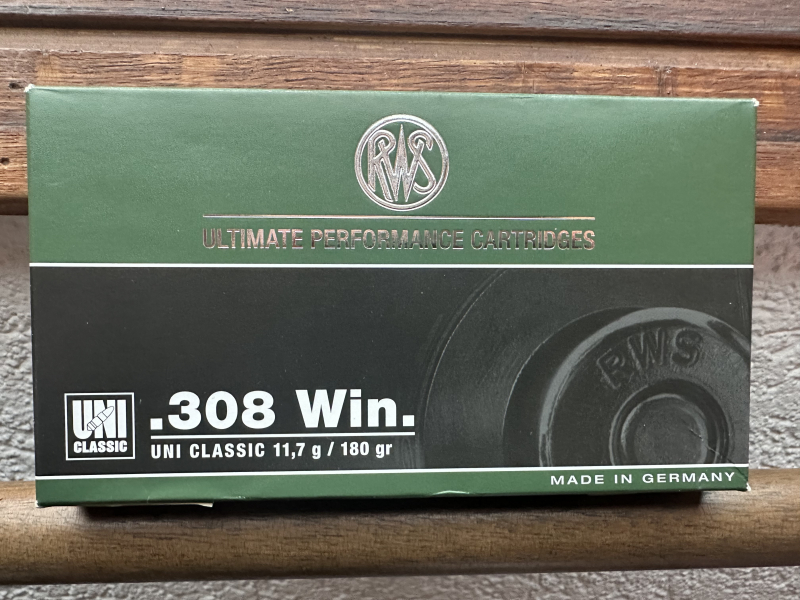 RWS
ULTIMATE PERFORMANCE CARTRIDGES
RWS
UNI
CLASSIC
.308 Win.
UNI CLASSIC 11,7 g / 180 gr
MADE IN GERMANY